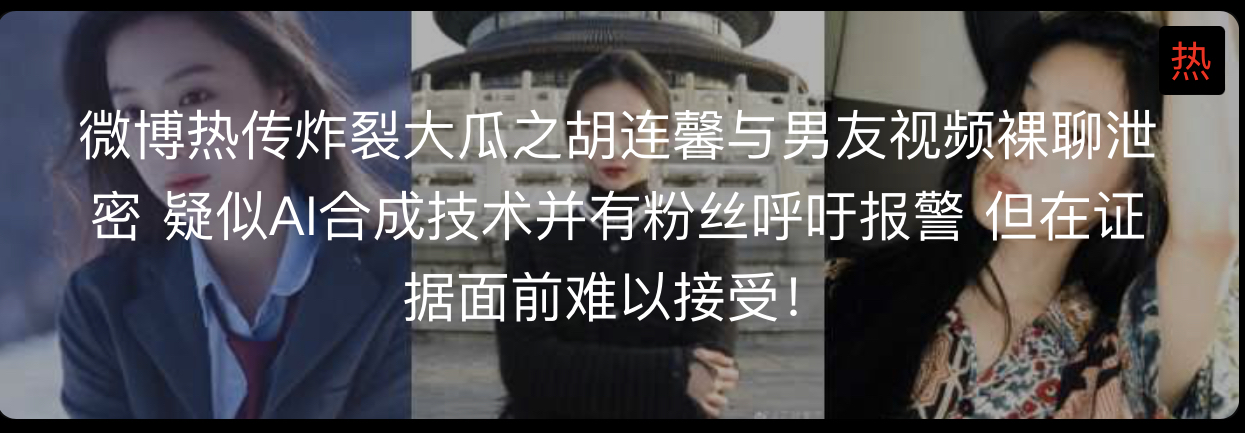 热
微博热传炸裂大瓜之胡连馨与男友视频裸聊泄
密 疑似AI合成技术并有粉丝呼吁报警 但在证
据面前难以接受！